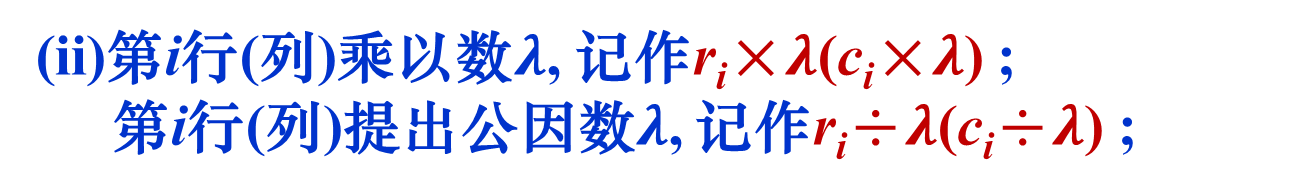 (ii)第i行(列)乘以数λ, 记作rᵢ×λ(cᵢ×λ) ;
第i行(列)提出公因数λ, 记作rᵢ÷λ(cᵢ÷λ) ;